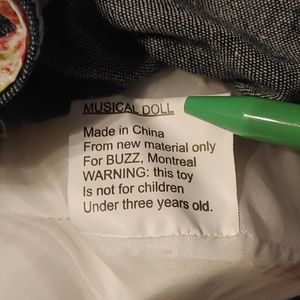 MUSICAL DOLL
Made in China
From new material only
For BUZZ, Montreal
WARNING: this toy
Is not for children
Under three years old.